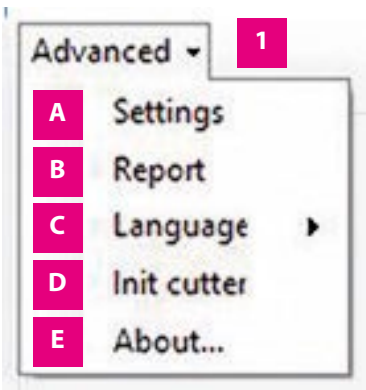 Advanced 1
A Settings
B Report
C Language
D Init cutter
E About...